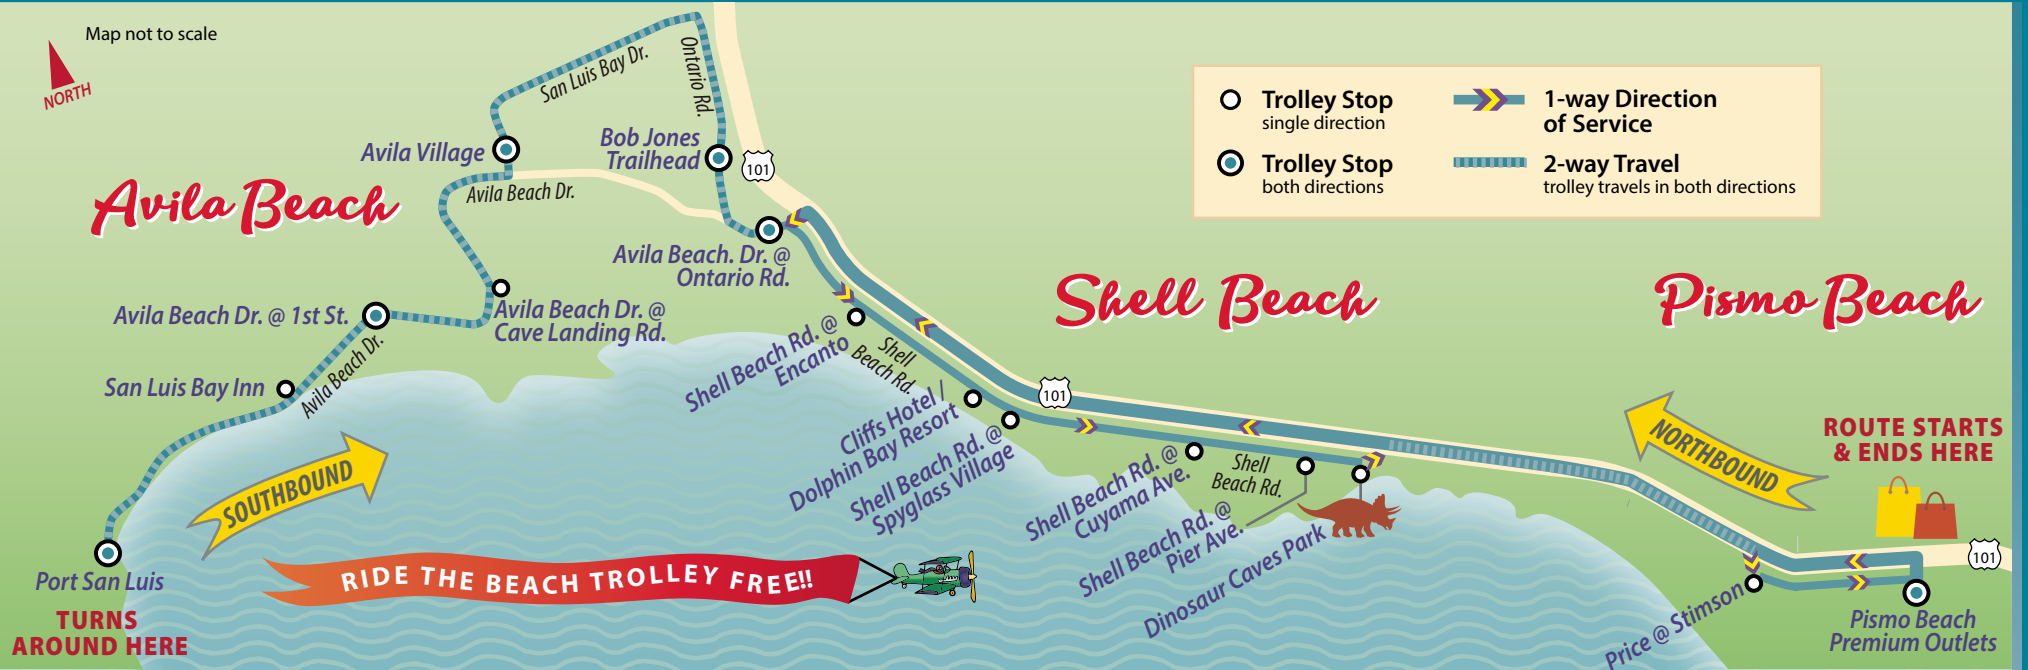 Map not to scale
NORTH
San Luis Bay Dr.
Ontario Rd.
Avila Village
Bob Jones
Trailhead
101
Avila Beach
Avila Beach Dr.
Avila Beach. Dr. @
Ontario Rd.
Avila Beach Dr. @ 1st St.
Avila Beach Dr. @
Cave Landing Rd.
San Luis Bay Inn
Avila Beach Dr.
Port San Luis
TURNS
AROUND HERE
SOUTHBOUND
RIDE THE BEACH TROLLEY FREE!!
Trolley Stop
single direction
Trolley Stop
both directions
1-way Direction
of Service
2-way Travel
trolley travels in both directions
Shell Beach
Pismo Beach
Shell Beach Rd. @
Encanto
Shell
Beach Rd.
Cliffs Hotel /
Dolphin Bay Resort
Shell Beach Rd. @
Spyglass Village
101
Shell Beach Rd. @
Cuyama Ave.
Shell
Beach Rd.
Shell Beach Rd. @
Pier Ave.
Dinosaur Caves Park
NORTHBOUND
ROUTE STARTS
& ENDS HERE
101
Price @ Stimson
Pismo Beach
Premium Outlets